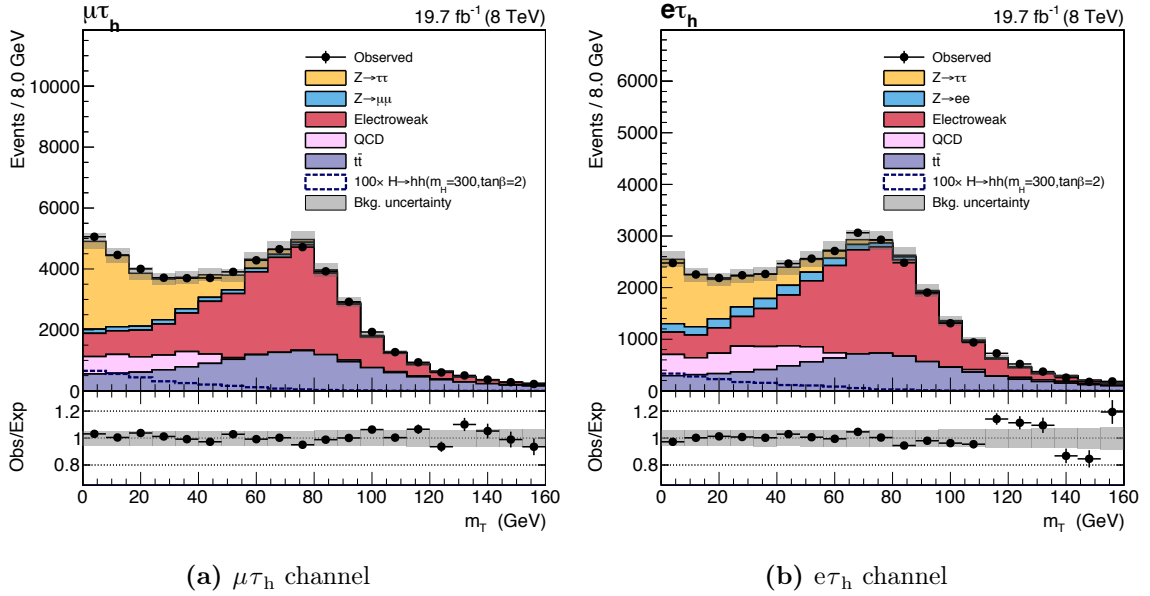 μτh 19.7 fb-1 (8 TeV)
Events / 8.0 GeV
10000
8000
6000
4000
2000
0
Observed
Z→ττ
Z→μμ
Electroweak
QCD
tt̄
100× H→hh(mH=300,tanβ=2)
Bkg. uncertainty
Obs/Exp
1.2
1
0.8
0 20 40 60 80 100 120 140 160
mT (GeV)
(a) μτh channel
eτh 19.7 fb-1 (8 TeV)
Events / 8.0 GeV
6000
5000
4000
3000
2000
1000
0
Observed
Z→ττ
Z→ee
Electroweak
QCD
tt̄
100× H→hh(mH=300,tanβ=2)
Bkg. uncertainty
Obs/Exp
1.2
1
0.8
0 20 40 60 80 100 120 140 160
mT (GeV)
(b) eτh channel